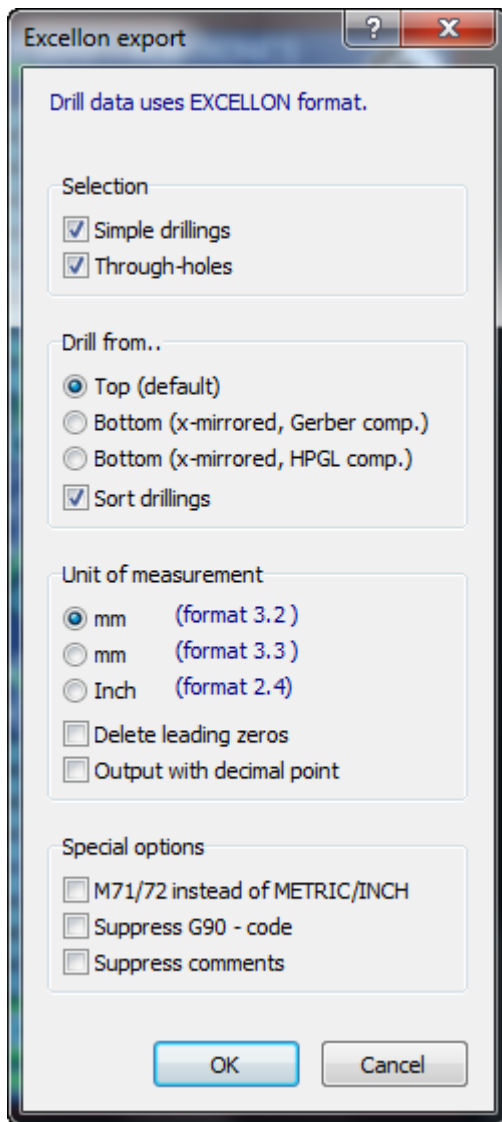 Excellon export
?
X
Drill data uses EXCELLON format.
Selection
Simple drillings
Through-holes
Drill from..
Top (default)
Bottom (x-mirrored, Gerber comp.)
Bottom (x-mirrored, HPGL comp.)
Sort drillings
Unit of measurement
mm (format 3.2 )
mm (format 3.3 )
Inch (format 2.4)
Delete leading zeros
Output with decimal point
Special options
M71/72 instead of METRIC/INCH
Suppress G90 - code
Suppress comments
OK Cancel